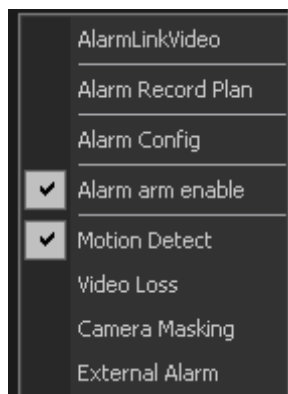 AlarmLinkVideo
Alarm Record Plan
Alarm Config
Alarm arm enable
Motion Detect
Video Loss
Camera Masking
External Alarm